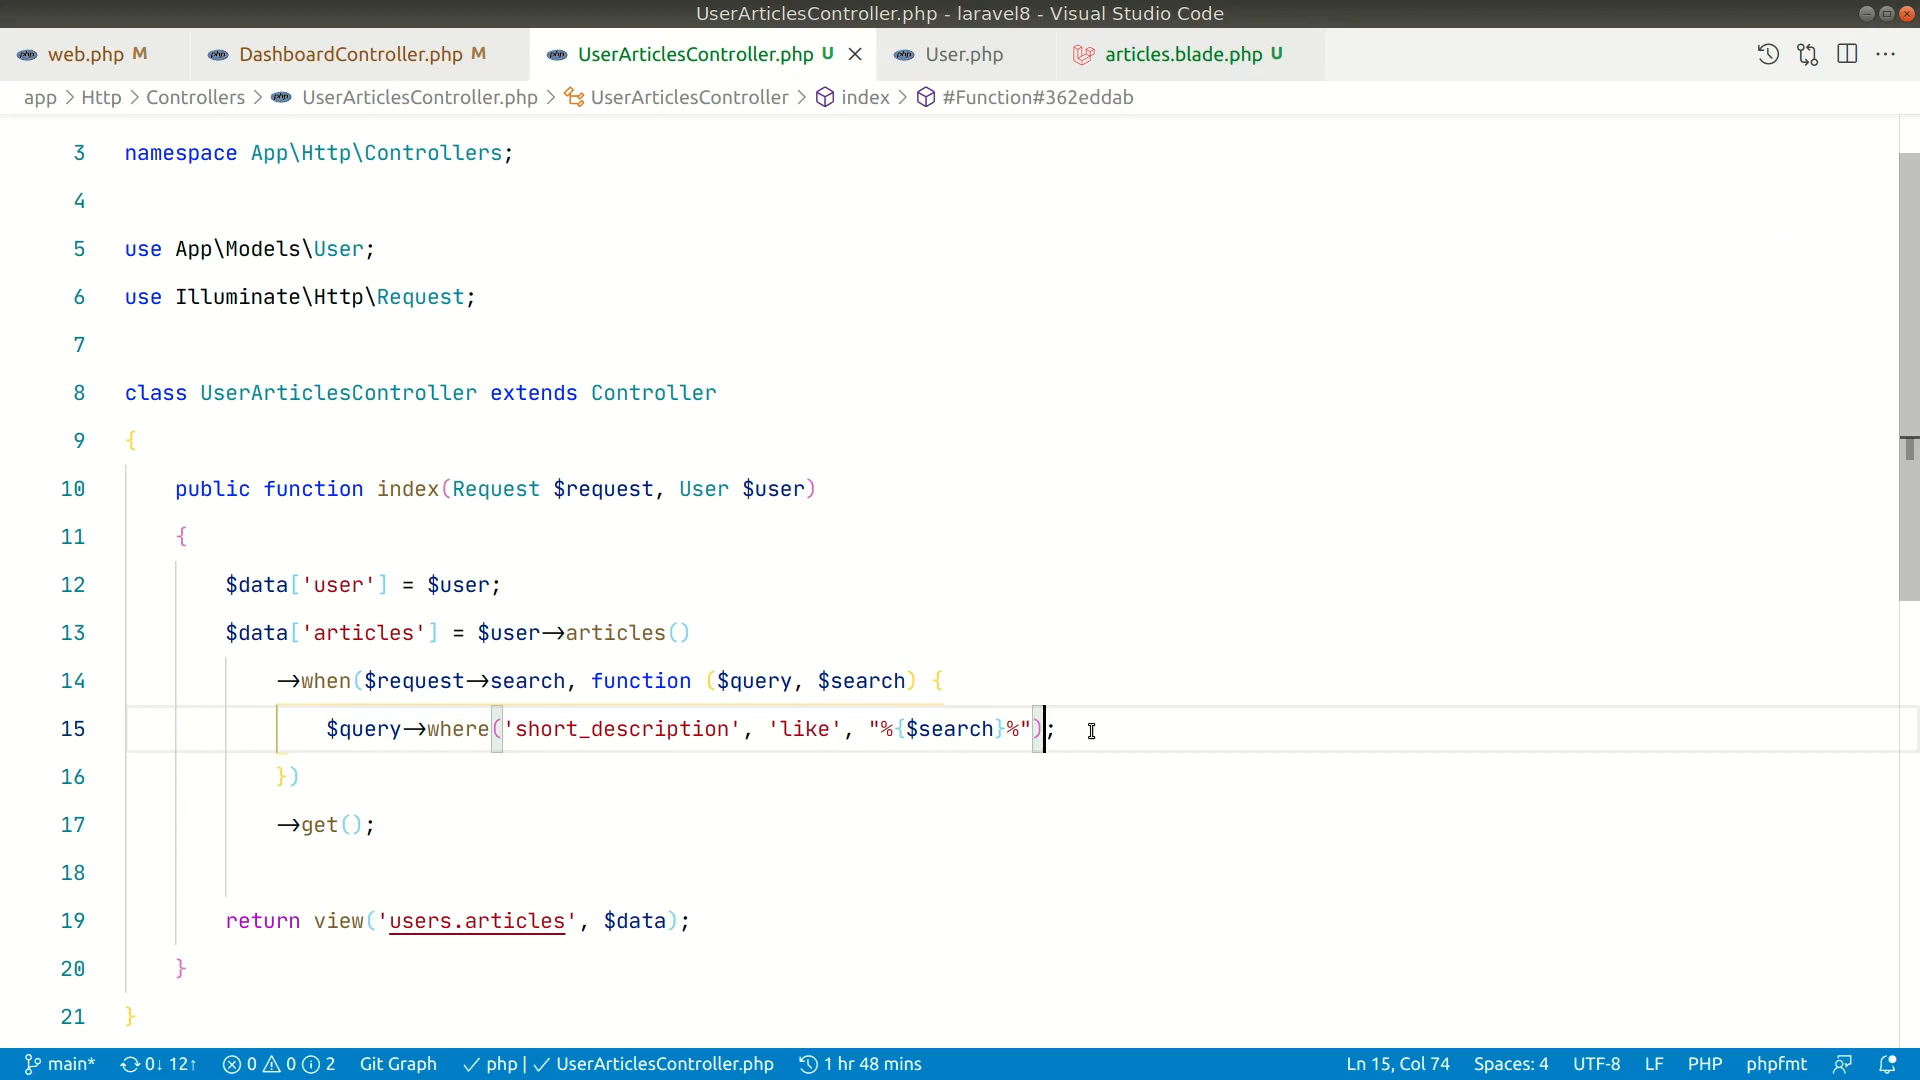 UserArticlesController.php - laravel8 - Visual Studio Code
web.php M DashboardController.php M UserArticlesController.php U User.php articles.blade.php U
app > Http > Controllers > UserArticlesController.php > UserArticlesController > index > #Function#362eddab
3 namespace App\Http\Controllers;
4
5 use App\Models\User;
6 use Illuminate\Http\Request;
7
8 class UserArticlesController extends Controller
9 {
10 public function index(Request $request, User $user)
11 {
12 $data['user'] = $user;
13 $data['articles'] = $user->articles()
14 ->when($request->search, function ($query, $search) {
15 $query->where('short_description', 'like', "%{$search}%");
16 })
17 ->get();
18
19 return view('users.articles', $data);
20 }
21 }
main* 0↓ 12↑ 0 0 2 Git Graph ✓ php | ✓ UserArticlesController.php 1 hr 48 mins Ln 15, Col 74 Spaces: 4 UTF-8 LF PHP phpfmt